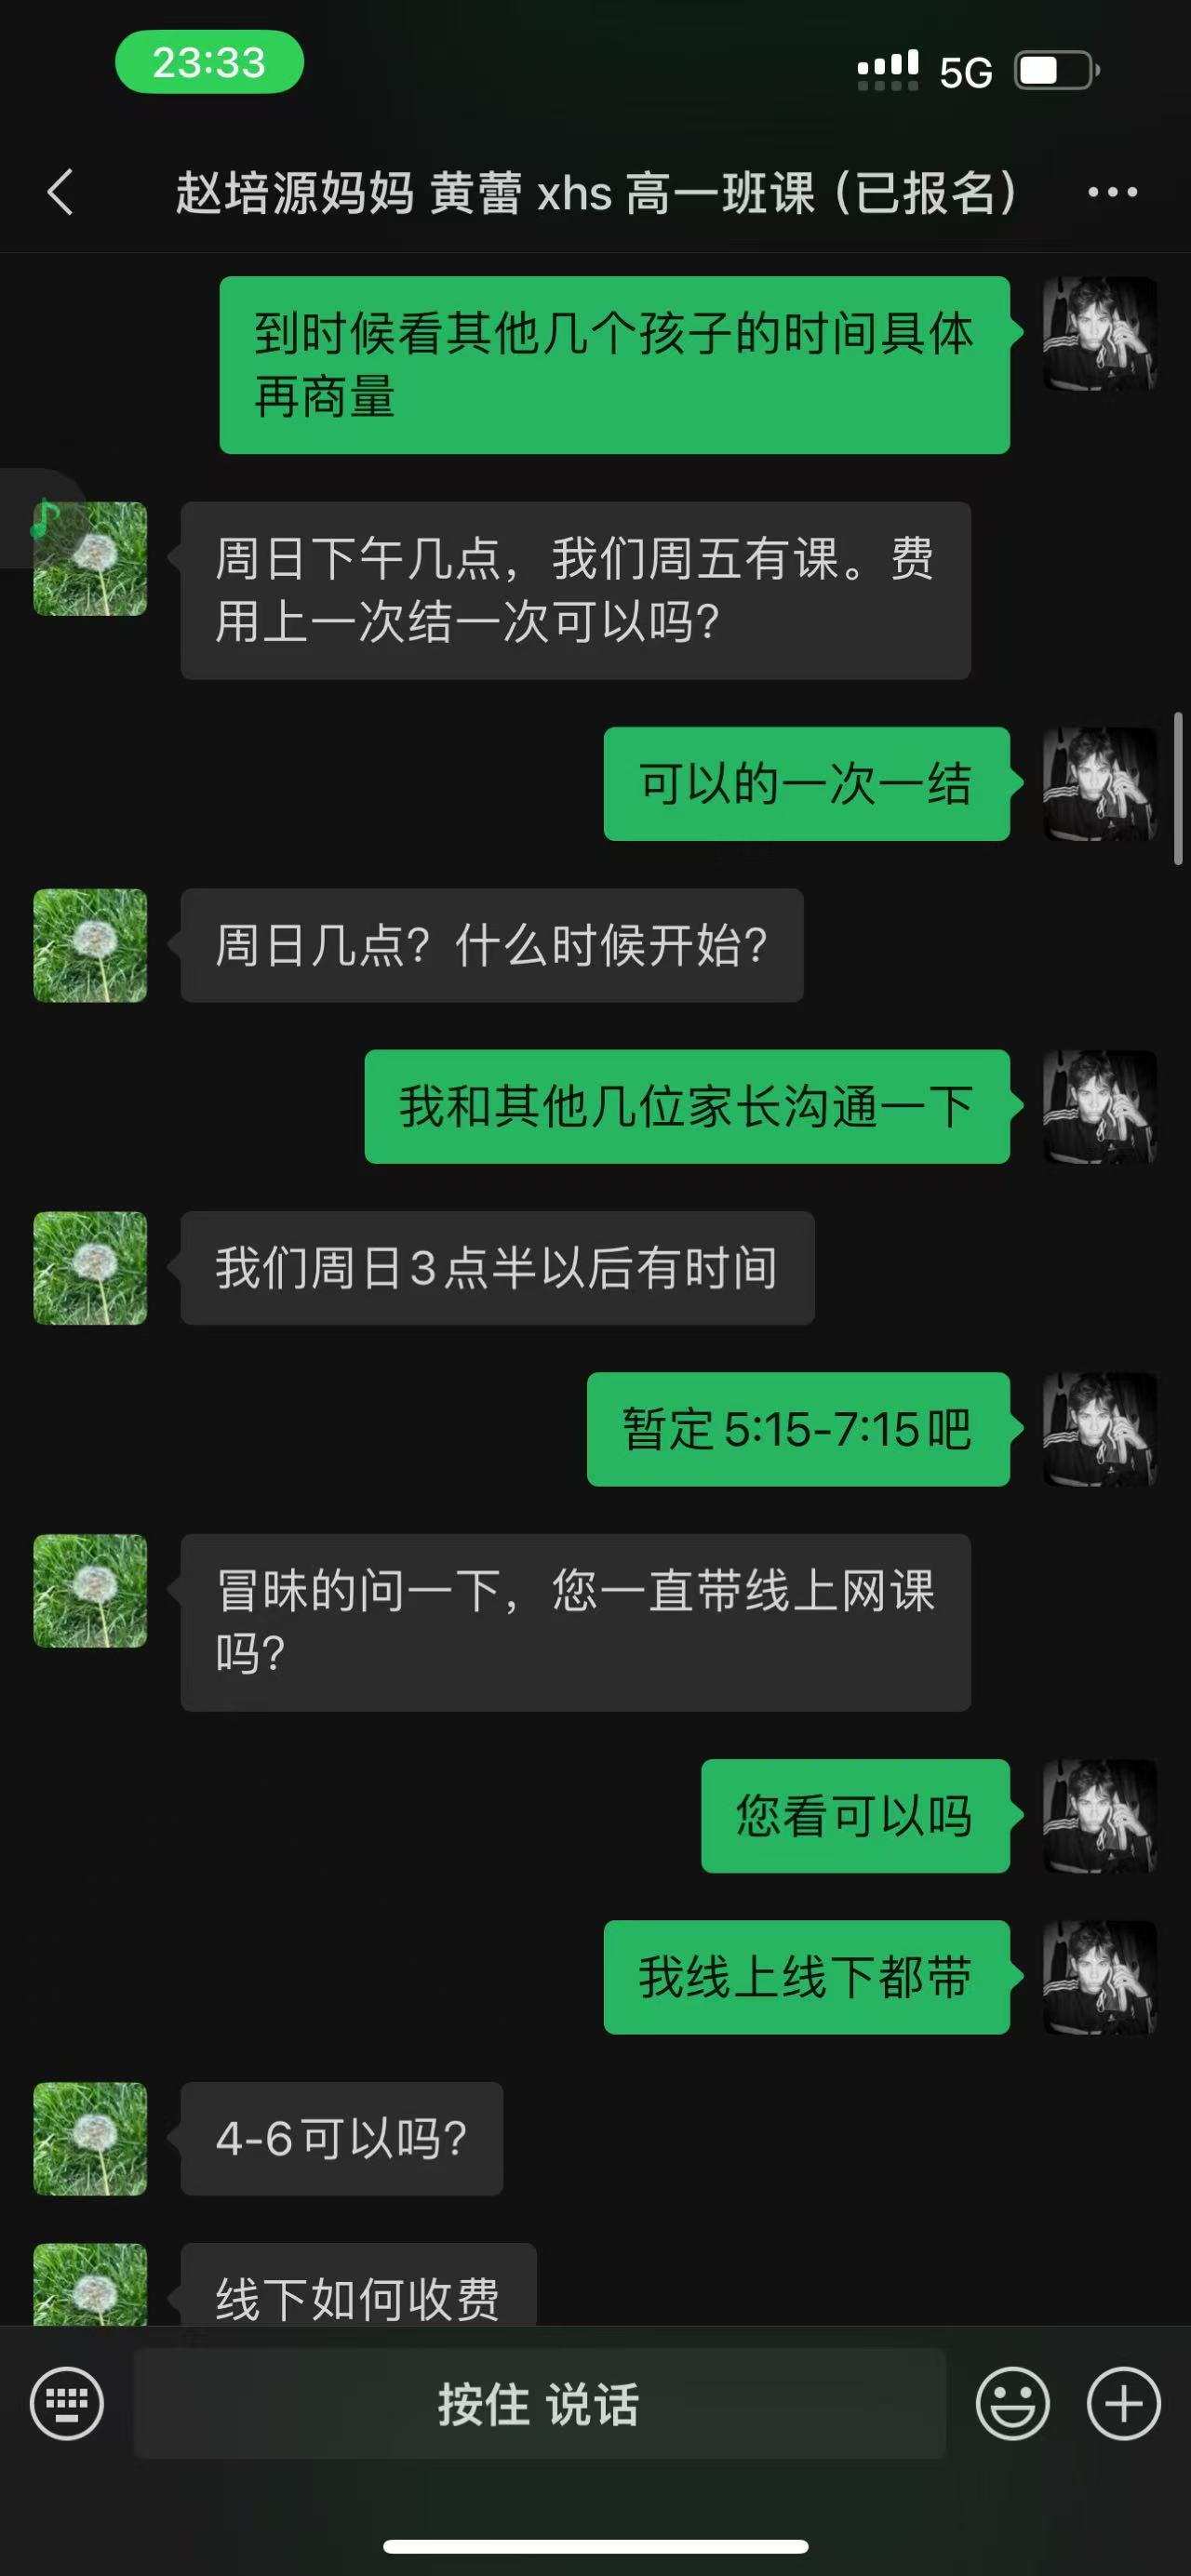 23:33
5G
赵培源妈妈 黄蕾 xhs 高一班课（已报名）
到时候看其他几个孩子的时间具体
再商量
周日下午几点，我们周五有课。费
用上一次结一次可以吗？
可以的一次一结
周日几点？什么时候开始？
我和其他几位家长沟通一下
我们周日3点半以后有时间
暂定5:15-7:15吧
冒昧的问一下，您一直带线上网课
吗？
您看可以吗
我线上线下都带
4-6可以吗？
线下如何收费
按住 说话